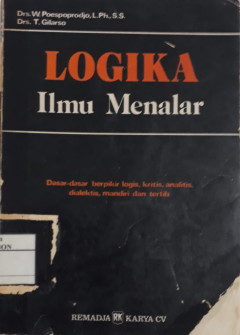 Drs. W. Poespoprodjo, L.Ph., S.S.
Drs. T. Gilarso
LOGIKA
Ilmu Menalar
Dasar-dasar berpikir logis, kritis, analitis,
dialektis, mandiri dan tertib
REMADJA RK KARYA CV